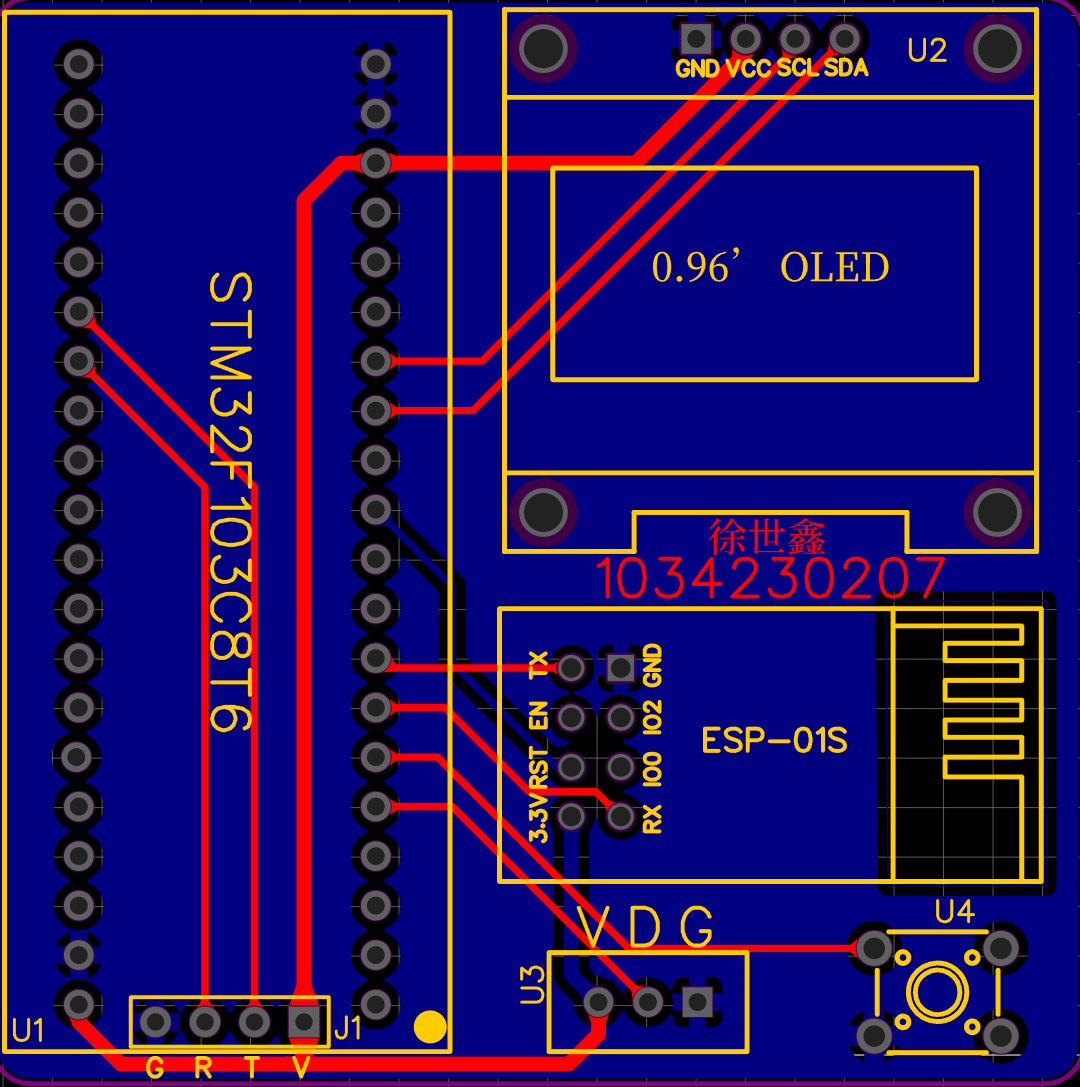 U2
GND VCC SCL SDA
0.96’ OLED
STM32F103C8T6
徐世鑫
1034230207
TX GND
EN IO2
RST IO0
3.3V RX
ESP-01S
U4
V D G
U3
U1
J1
G R T V